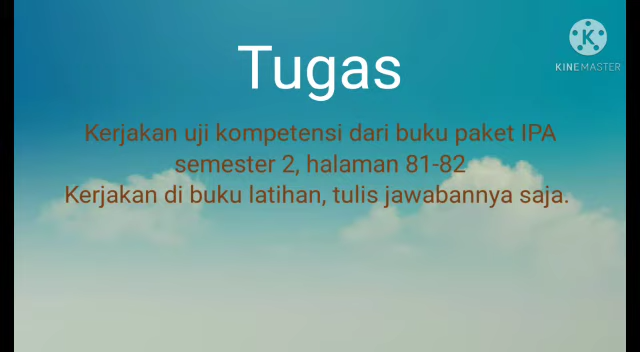 Tugas
KINEMASTER
Kerjakan uji kompetensi dari buku paket IPA
semester 2, halaman 81-82
Kerjakan di buku latihan, tulis jawabannya saja.